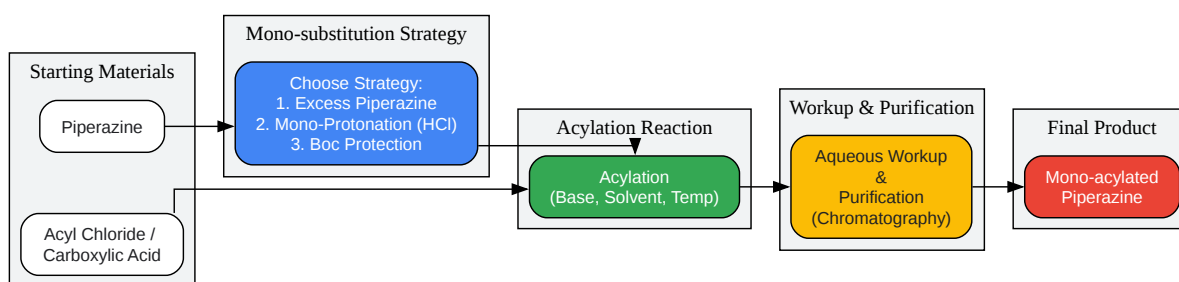 Starting Materials
Piperazine
Acyl Chloride /
Carboxylic Acid
Mono-substitution Strategy
Choose Strategy:
1. Excess Piperazine
2. Mono-Protonation (HCl)
3. Boc Protection
Acylation Reaction
Acylation
(Base, Solvent, Temp)
Workup & Purification
Aqueous Workup
&
Purification
(Chromatography)
Final Product
Mono-acylated
Piperazine